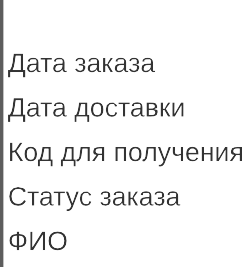 Дата заказа
Дата доставки
Код для получения
Статус заказа
ФИО